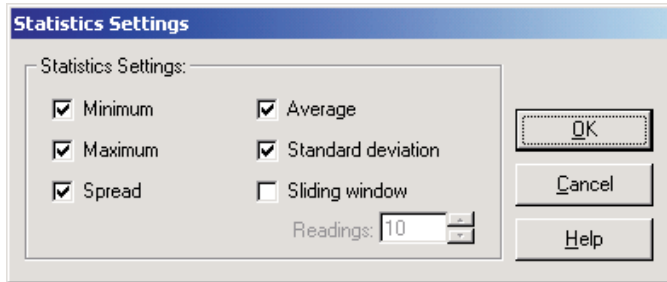 Statistics Settings
Statistics Settings:
Minimum
Average
Maximum
Standard deviation
Spread
Sliding window
Readings: 10
OK
Cancel
Help